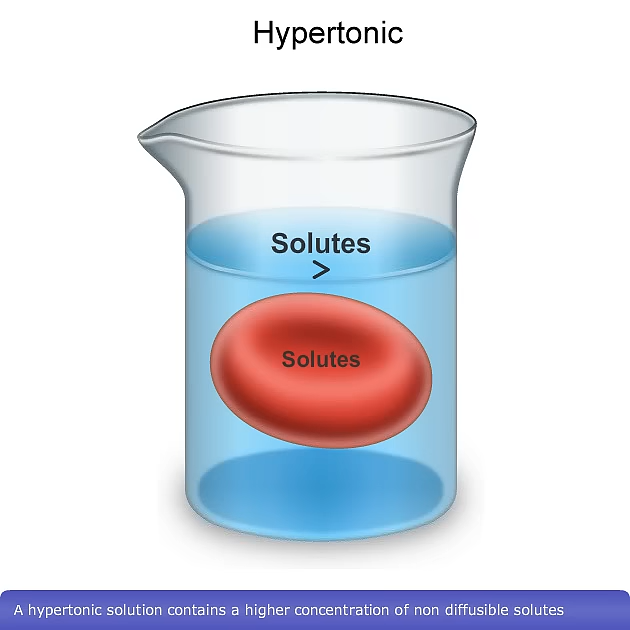 Hypertonic
Solutes
>
Solutes
A hypertonic solution contains a higher concentration of non diffusible solutes